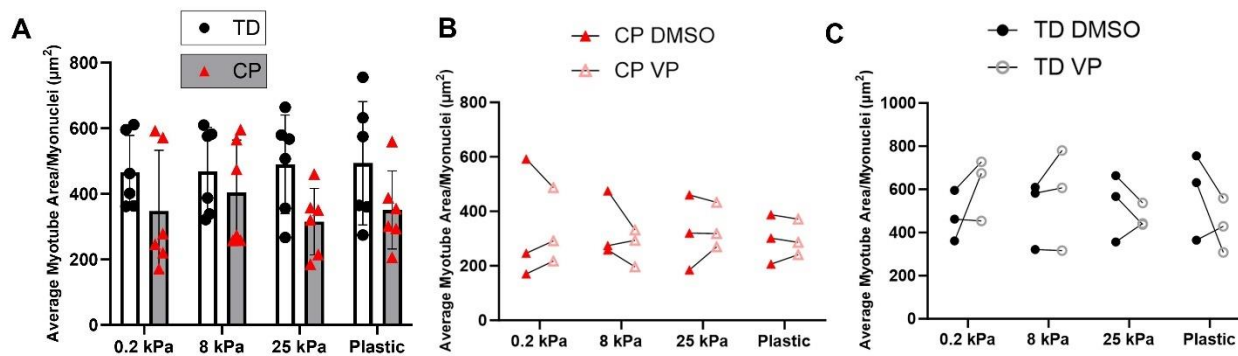 A
TD
CP
Average Myotube Area/Myonuclei (µm²)
800
600
400
200
0
0.2 kPa 8 kPa 25 kPa Plastic
B
CP DMSO
CP VP
Average Myotube Area/Myonuclei (µm²)
800
600
400
200
0
0.2 kPa 8 kPa 25 kPa Plastic
C
TD DMSO
TD VP
Average Myotube Area/Myonuclei (µm²)
1000
800
600
400
200
0
0.2 kPa 8 kPa 25 kPa Plastic